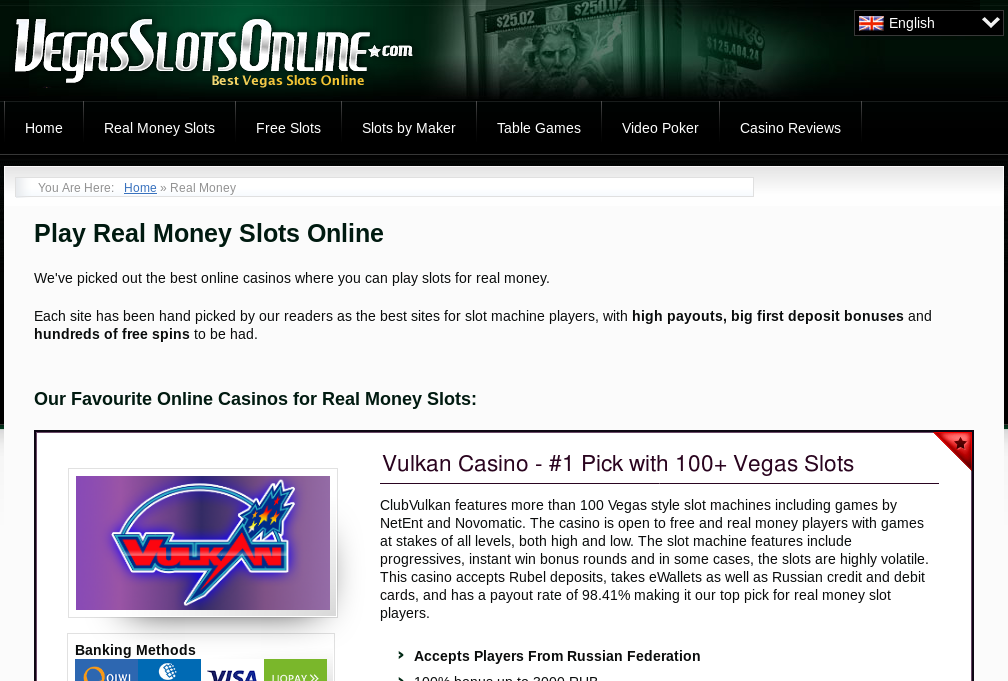 VegasSlotsOnline.com
Best Vegas Slots Online
$25.02
$250.02
$125,484.24
English
Home
Real Money Slots
Free Slots
Slots by Maker
Table Games
Video Poker
Casino Reviews
You Are Here: Home » Real Money
Play Real Money Slots Online
We've picked out the best online casinos where you can play slots for real money.
Each site has been hand picked by our readers as the best sites for slot machine players, with high payouts, big first deposit bonuses and
hundreds of free spins to be had.
Our Favourite Online Casinos for Real Money Slots:
Vulkan Casino - #1 Pick with 100+ Vegas Slots
VULKAN
ClubVulkan features more than 100 Vegas style slot machines including games by
NetEnt and Novomatic. The casino is open to free and real money players with games
at stakes of all levels, both high and low. The slot machine features include
progressives, instant win bonus rounds and in some cases, the slots are highly volatile.
This casino accepts Rubel deposits, takes eWallets as well as Russian credit and debit
cards, and has a payout rate of 98.41% making it our top pick for real money slot
players.
Banking Methods
QIWI
VISA
LIQPAY
Accepts Players From Russian Federation
100% bonus up to 3000 RUB